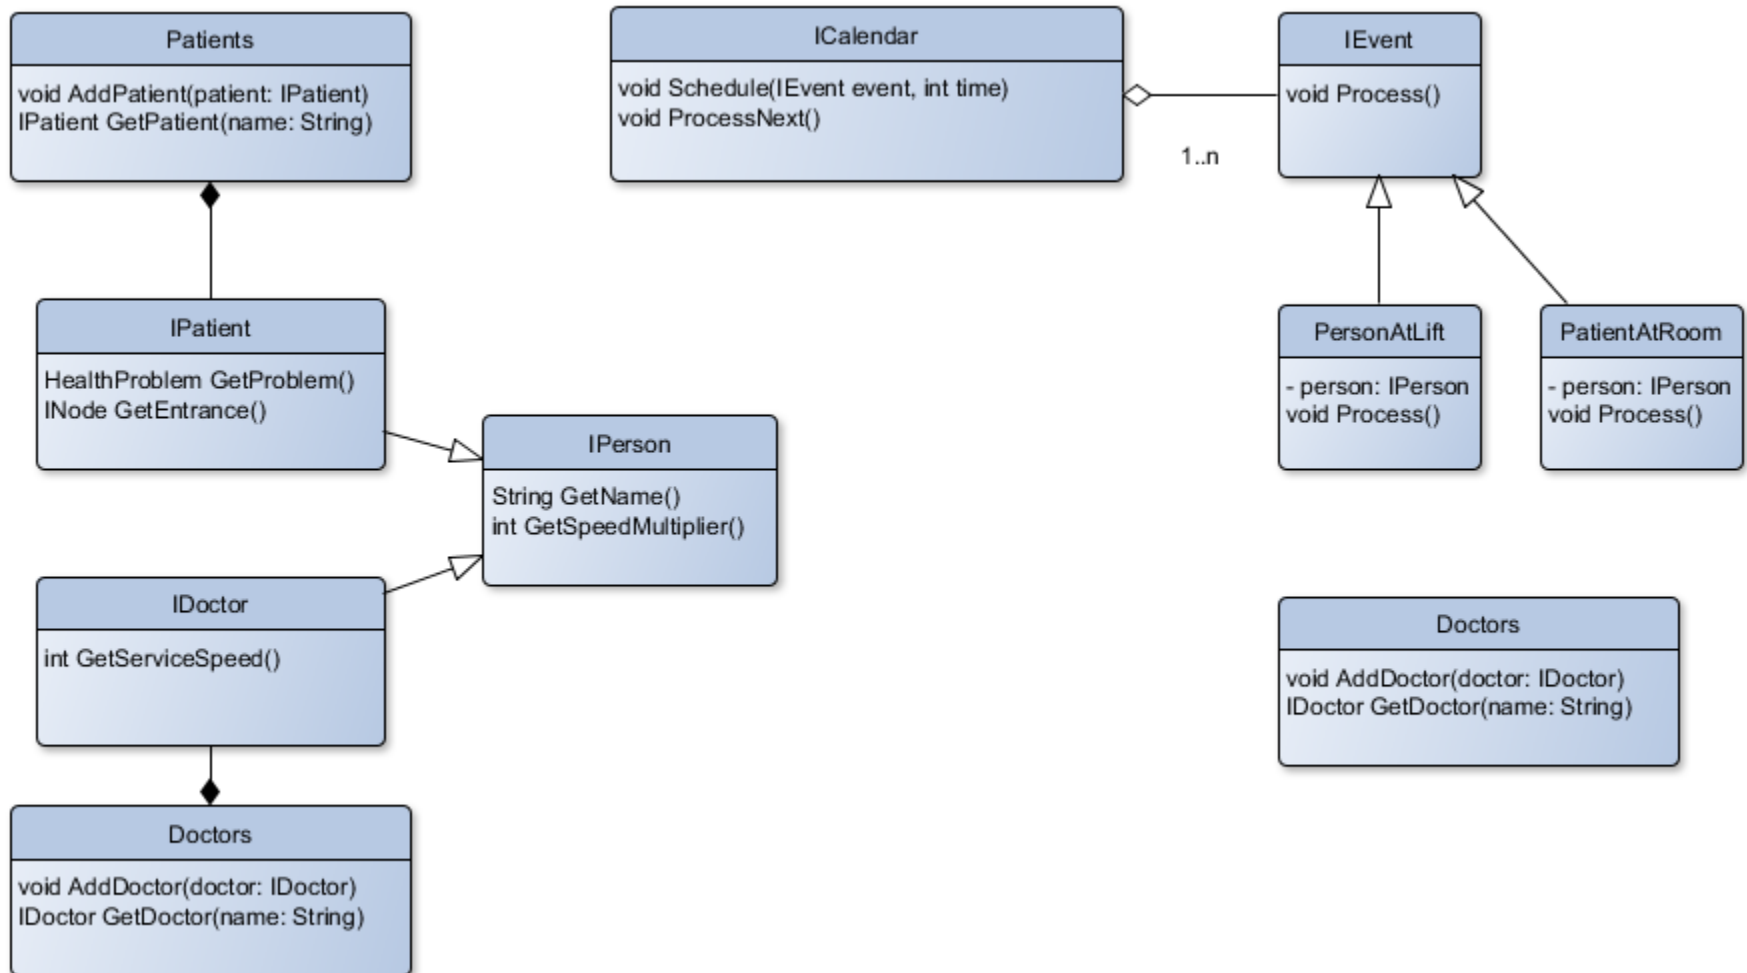 Patients
void AddPatient(patient: IPatient)
IPatient GetPatient(name: String)
ICalendar
void Schedule(IEvent event, int time)
void ProcessNext()
IEvent
void Process()
1..n
IPatient
HealthProblem GetProblem()
INode GetEntrance()
IPerson
String GetName()
int GetSpeedMultiplier()
PersonAtLift
- person: IPerson
void Process()
PatientAtRoom
- person: IPerson
void Process()
IDoctor
int GetServiceSpeed()
Doctors
void AddDoctor(doctor: IDoctor)
IDoctor GetDoctor(name: String)
Doctors
void AddDoctor(doctor: IDoctor)
IDoctor GetDoctor(name: String)